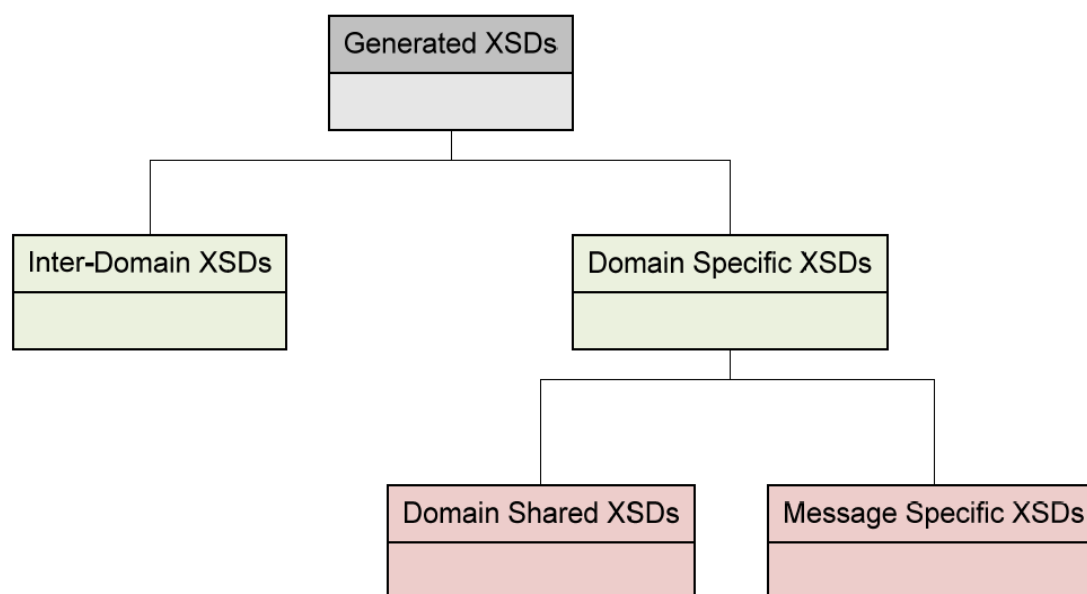 Generated XSDs
Inter-Domain XSDs
Domain Specific XSDs
Domain Shared XSDs
Message Specific XSDs